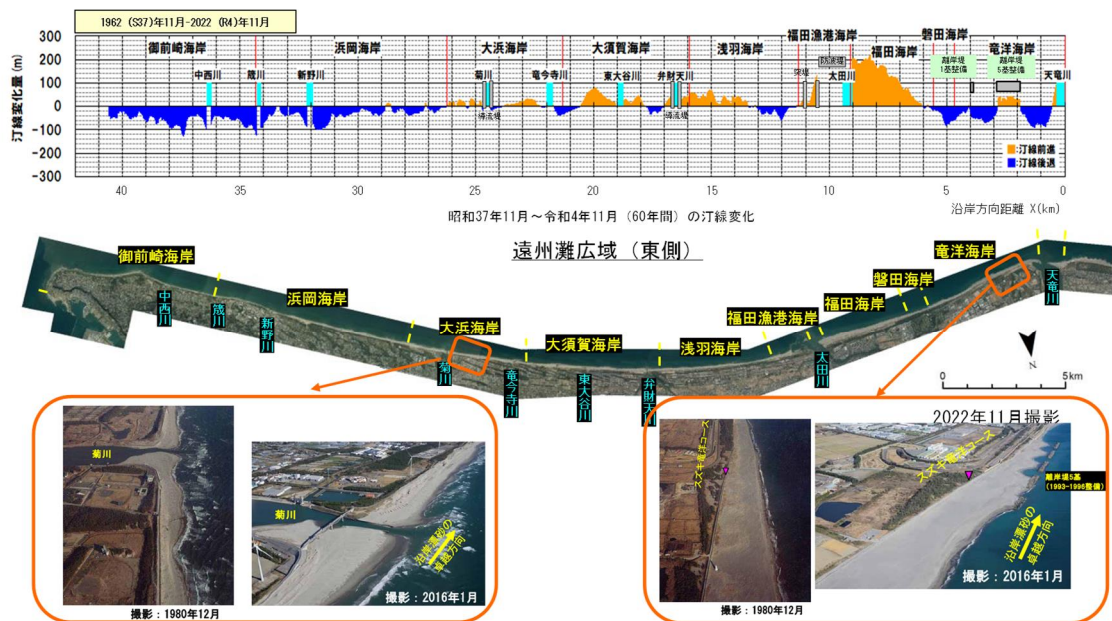 1962 (S37)年11月-2022 (R4)年11月
汀線変化量(m)
300
200
100
0
-100
-200
-300
御前崎海岸
浜岡海岸
大浜海岸
大須賀海岸
浅羽海岸
福田漁港海岸
福田海岸
磐田海岸
竜洋海岸
中西川
筬川
新野川
菊川
導流堤
竜今寺川
東大谷川
弁財天川
導流堤
突堤
防波堤
太田川
離岸堤
1基整備
離岸堤
5基整備
天竜川
:汀線前進
:汀線後退
40
35
30
25
20
15
10
5
0
沿岸方向距離 X(km)
昭和37年11月～令和4年11月（60年間）の汀線変化
遠州灘広域（東側）
御前崎海岸
浜岡海岸
大浜海岸
大須賀海岸
浅羽海岸
福田漁港海岸
福田海岸
磐田海岸
竜洋海岸
中西川
筬川
新野川
菊川
竜今寺川
東大谷川
弁財天川
太田川
天竜川
N
0
5km
2022年11月撮影
菊川
撮影：1980年12月
菊川
沿岸漂砂の
卓越方向
撮影：2016年1月
スズキ竜洋コース
撮影：1980年12月
スズキ竜洋コース
離岸堤5基
(1993~1996整備)
沿岸漂砂の
卓越方向
撮影：2016年1月